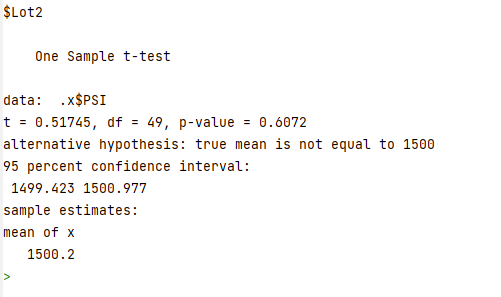 $Lot2
One Sample t-test
data:  .x$PSI
t = 0.51745, df = 49, p-value = 0.6072
alternative hypothesis: true mean is not equal to 1500
95 percent confidence interval:
1499.423 1500.977
sample estimates:
mean of x
1500.2
>